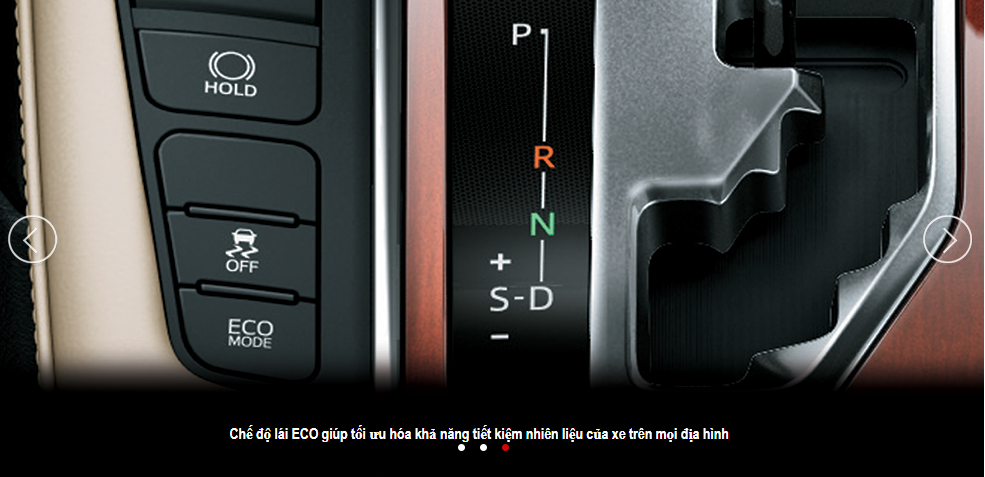 HOLD
OFF
ECO
MODE
P
R
N
+
S-D
−
Chế độ lái ECO giúp tối ưu hóa khả năng tiết kiệm nhiên liệu của xe trên mọi địa hình